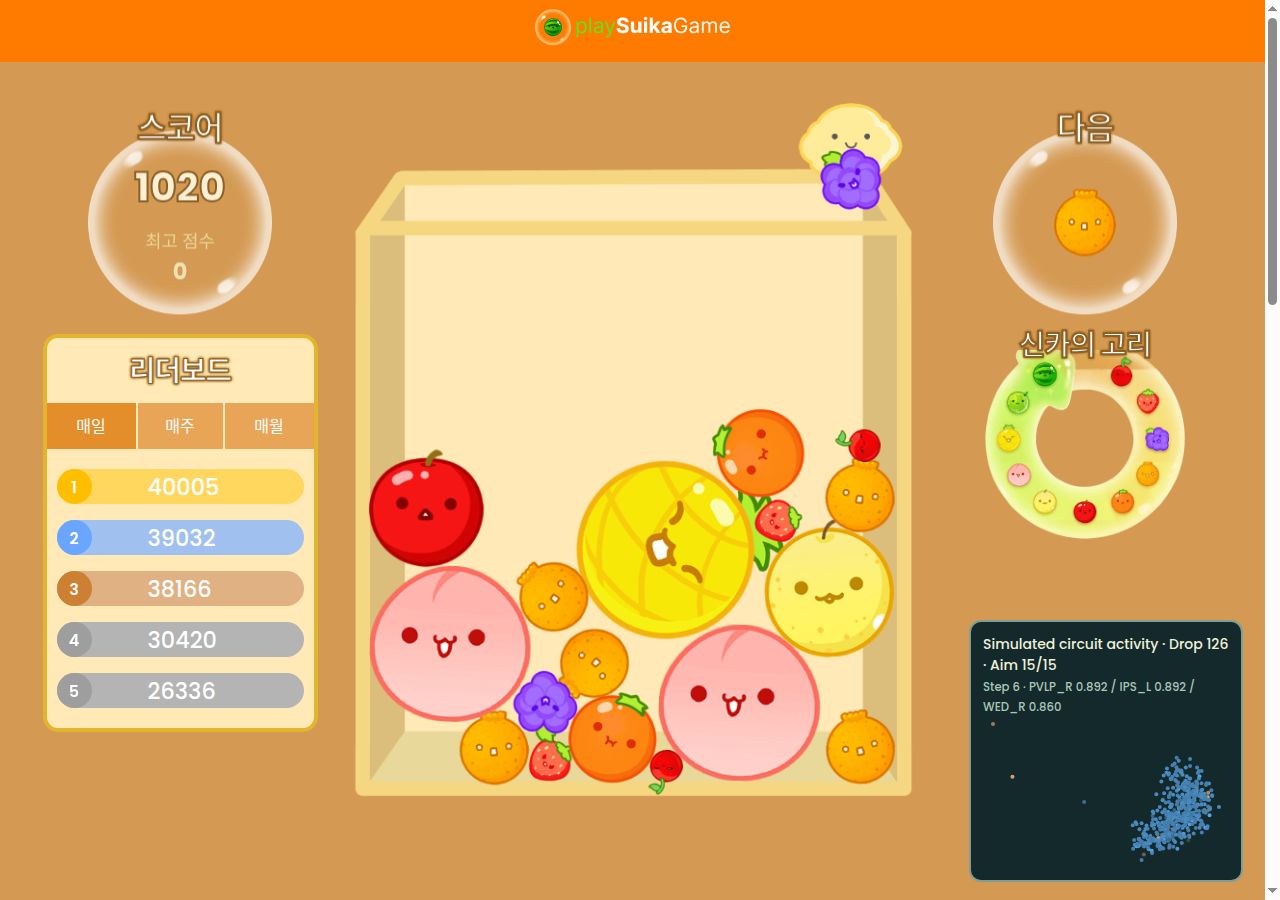 playSuikaGame
스코어
1020
최고 점수
0
다음
신카의 고리
리더보드
매일
매주
매월
1
40005
2
39032
3
38166
4
30420
5
26336
Simulated circuit activity · Drop 126
· Aim 15/15
Step 6 · PVLP_R 0.892 / IPS_L 0.892 /
WED_R 0.860